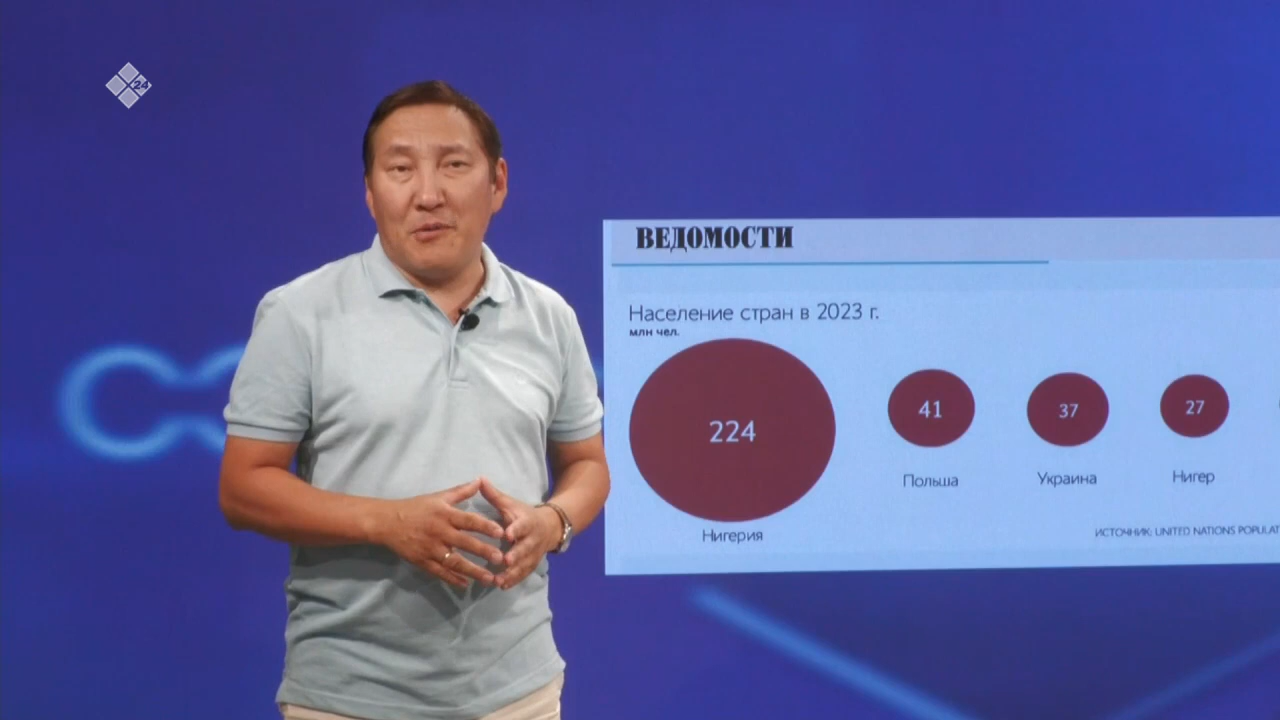 24
ВЕДОМОСТИ
Население стран в 2023 г.
млн чел.
224
41
37
27
Польша
Украина
Нигер
Нигерия
ИСТОЧНИК: UNITED NATIONS POPULAT